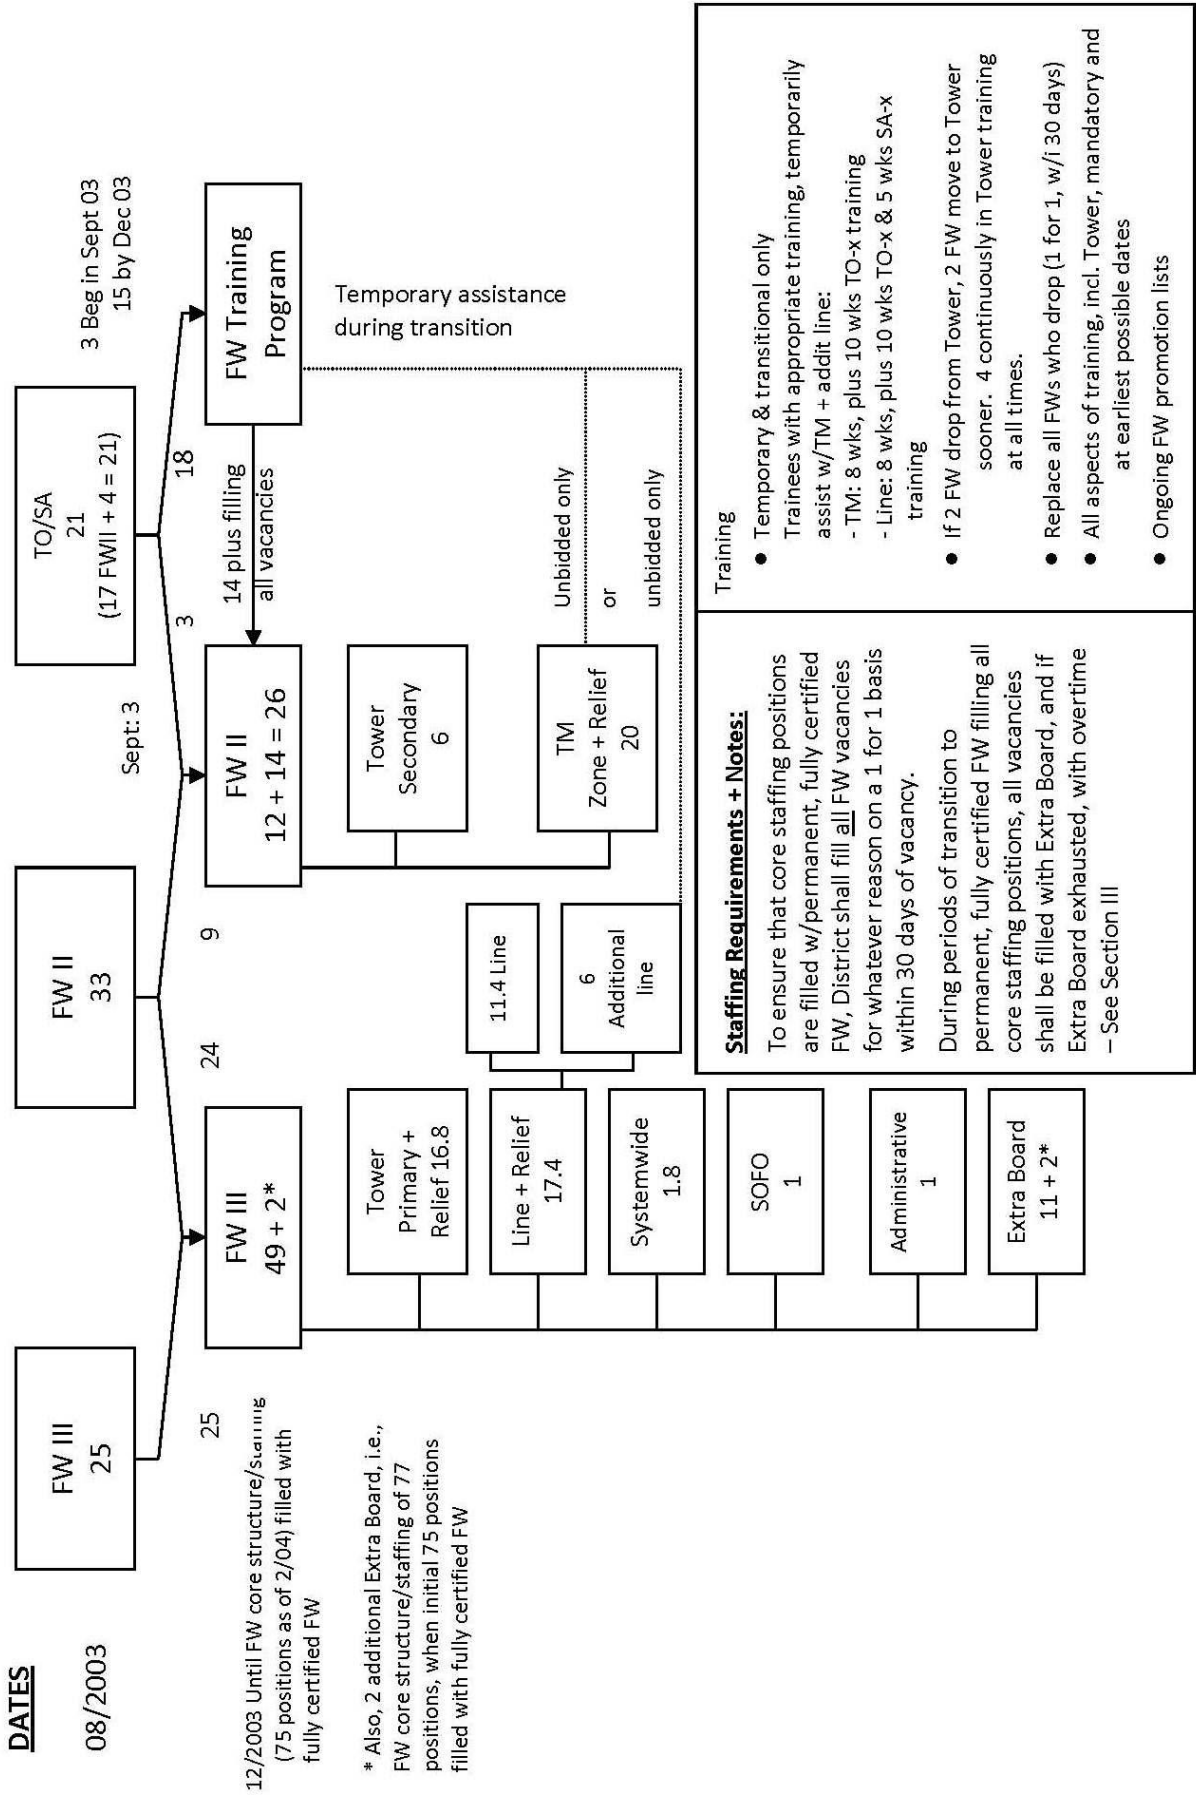 DATES
08/2003
FW III
25
FW II
33
TO/SA
21
(17 FWII + 4 = 21)
3 Beg in Sept 03
15 by Dec 03
Sept: 3
25
24
9
3
18
12/2003 Until FW core structure/staffing
(75 positions as of 2/04) filled with
fully certified FW
* Also, 2 additional Extra Board, i.e.,
FW core structure/staffing of 77
positions, when initial 75 positions
filled with fully certified FW
FW III
49 + 2*
FW II
12 + 14 = 26
14 plus filling
all vacancies
FW Training
Program
Temporary assistance
during transition
Tower
Primary +
Relief 16.8
Line + Relief
17.4
11.4 Line
6
Additional
line
Systemwide
1.8
SOFO
1
Administrative
1
Extra Board
11 + 2*
Tower
Secondary
6
TM
Zone + Relief
20
Unbidded only
or
unbidded only
Staffing Requirements + Notes:
To ensure that core staffing positions
are filled w/permanent, fully certified
FW, District shall fill all FW vacancies
for whatever reason on a 1 for 1 basis
within 30 days of vacancy.
During periods of transition to
permanent, fully certified FW filling all
core staffing positions, all vacancies
shall be filled with Extra Board, and if
Extra Board exhausted, with overtime
– See Section III
Training
● Temporary & transitional only
Trainees with appropriate training, temporarily
assist w/TM + addit line:
- TM: 8 wks, plus 10 wks TO-x training
- Line: 8 wks, plus 10 wks TO-x & 5 wks SA-x
training
● If 2 FW drop from Tower, 2 FW move to Tower
sooner. 4 continuously in Tower training
at all times.
● Replace all FWs who drop (1 for 1, w/i 30 days)
● All aspects of training, incl. Tower, mandatory and
at earliest possible dates
● Ongoing FW promotion lists